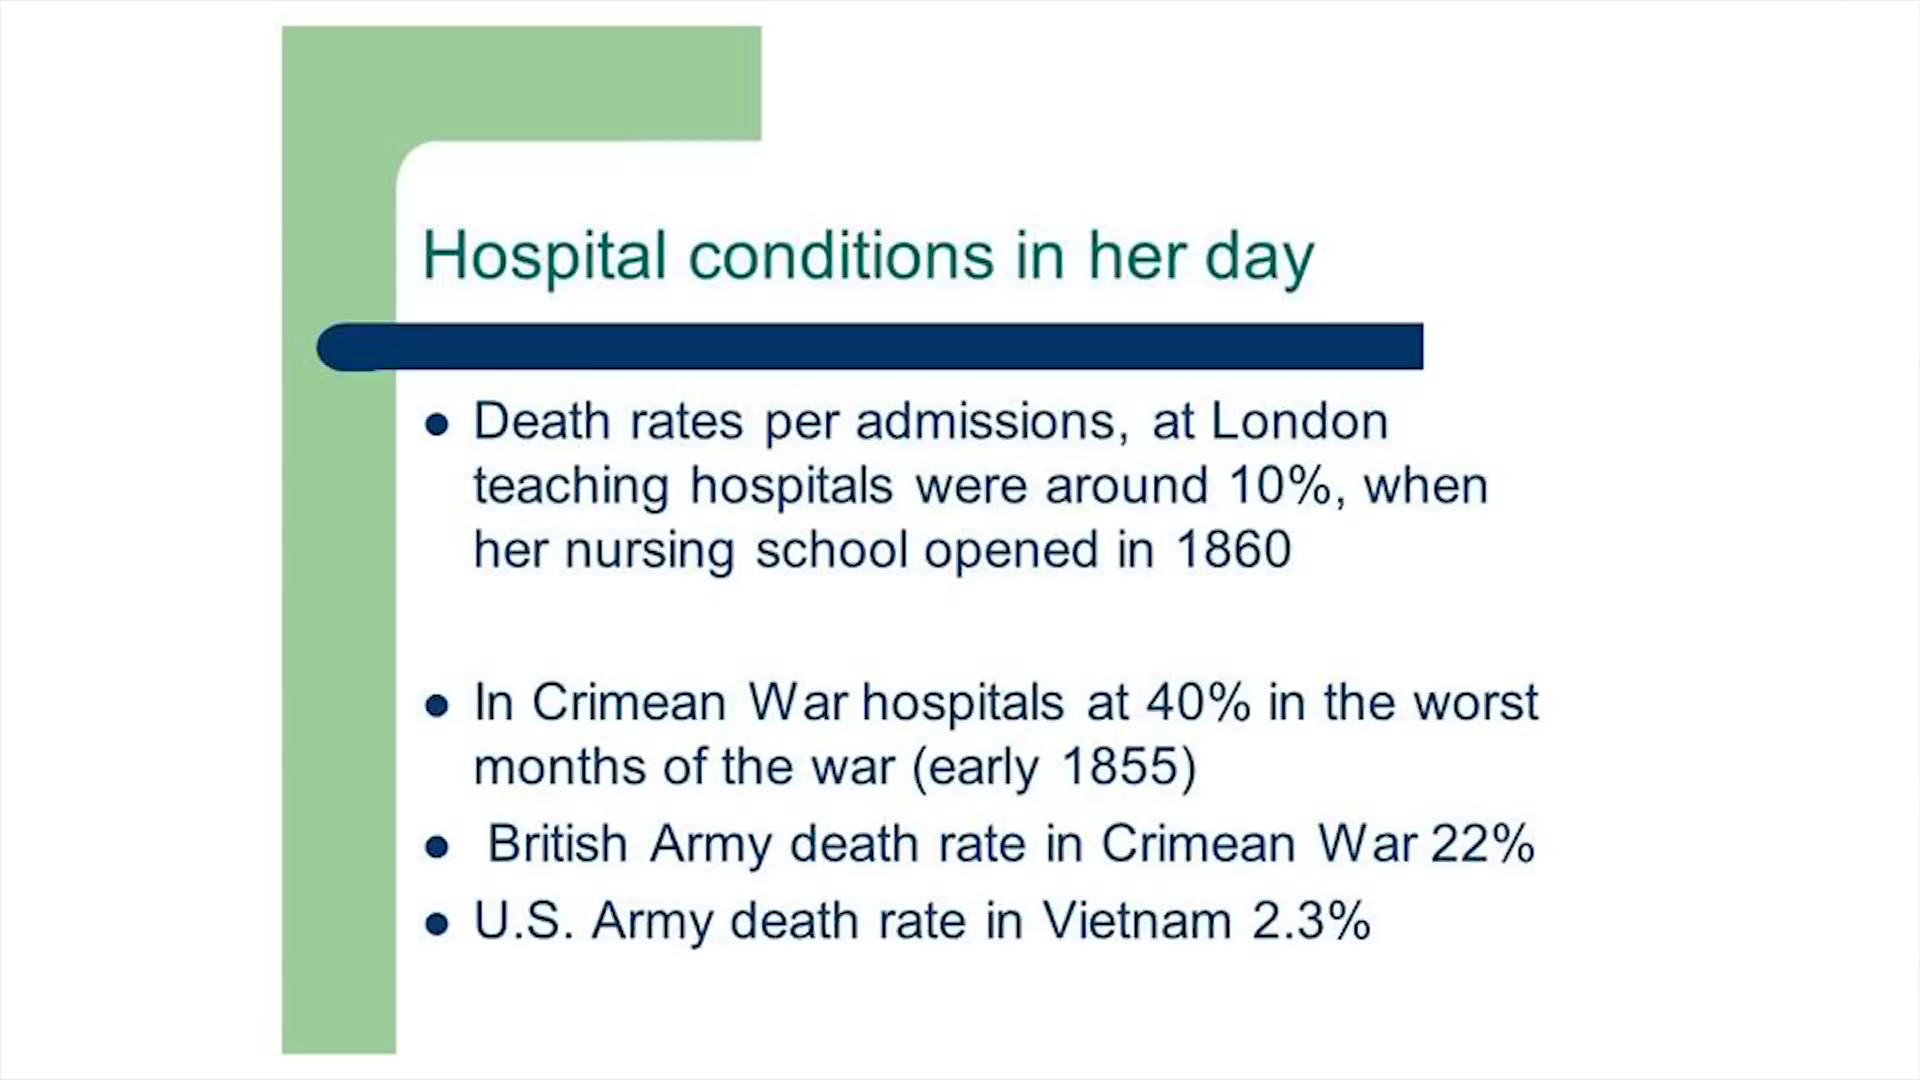 Hospital conditions in her day
Death rates per admissions, at London
teaching hospitals were around 10%, when
her nursing school opened in 1860
In Crimean War hospitals at 40% in the worst
months of the war (early 1855)
British Army death rate in Crimean War 22%
U.S. Army death rate in Vietnam 2.3%